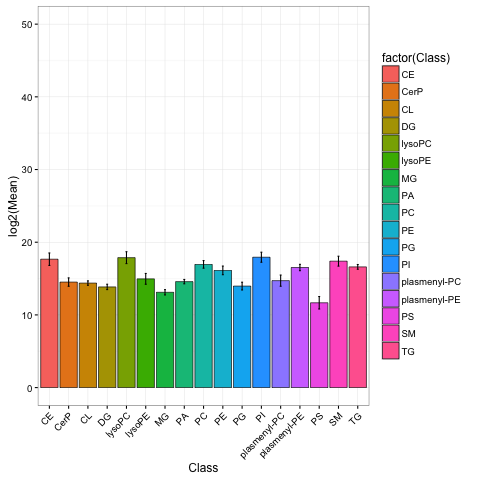 50
40
30
20
10
0
log2(Mean)
CE
CerP
CL
DG
lysoPC
lysoPE
MG
PA
PC
PE
PG
PI
plasmenyl-PC
plasmenyl-PE
PS
SM
TG
Class
factor(Class)
CE
CerP
CL
DG
lysoPC
lysoPE
MG
PA
PC
PE
PG
PI
plasmenyl-PC
plasmenyl-PE
PS
SM
TG